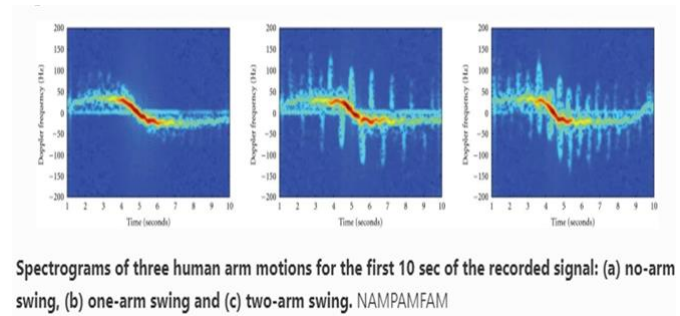 200 200 200
150 150 150
100 100 100
50 50 50
0 0 0
-50 -50 -50
-100 -100 -100
-150 -150 -150
-200 -200 -200
Doppler frequency (Hz) Doppler frequency (Hz) Doppler frequency (Hz)
1 2 3 4 5 6 7 8 9 10 1 2 3 4 5 6 7 8 9 10 1 2 3 4 5 6 7 8 9 10
Time (seconds) Time (seconds) Time (seconds)
Spectrograms of three human arm motions for the first 10 sec of the recorded signal: (a) no-arm
swing, (b) one-arm swing and (c) two-arm swing. NAMPAMFAM